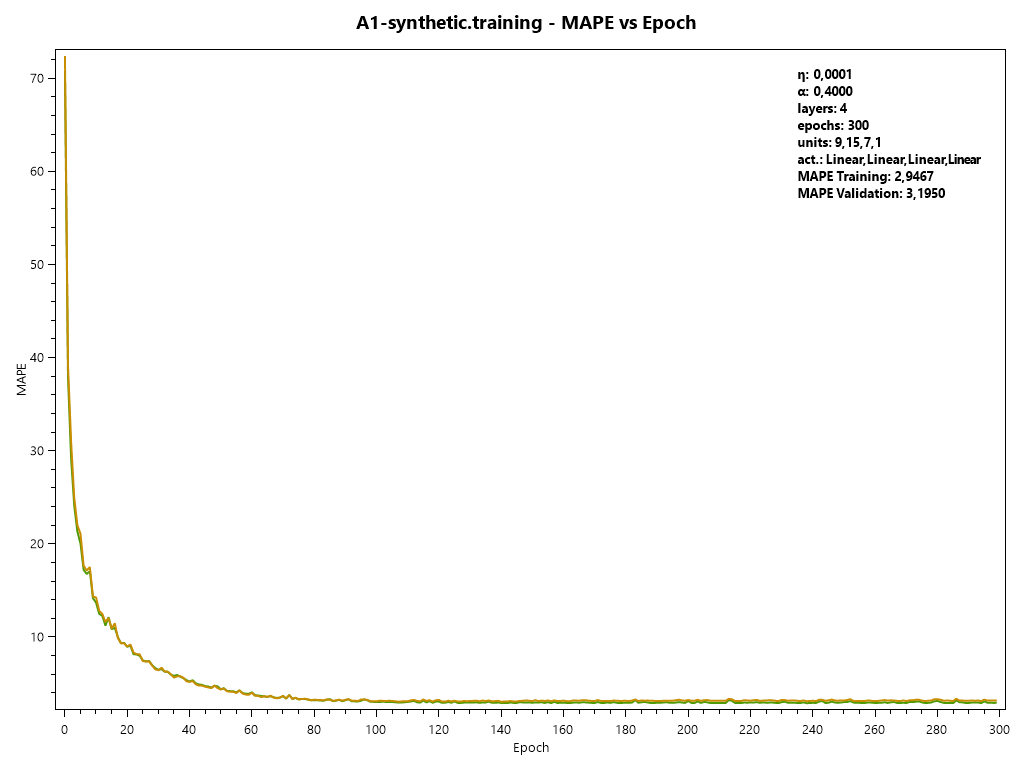 A1-synthetic.training - MAPE vs Epoch
η: 0,0001
α: 0,4000
layers: 4
epochs: 300
units: 9,15,7,1
act.: Linear,Linear,Linear,Linear
MAPE Training: 2,9467
MAPE Validation: 3,1950
70
60
50
40
30
20
10
MAPE
0 20 40 60 80 100 120 140 160 180 200 220 240 260 280 300
Epoch